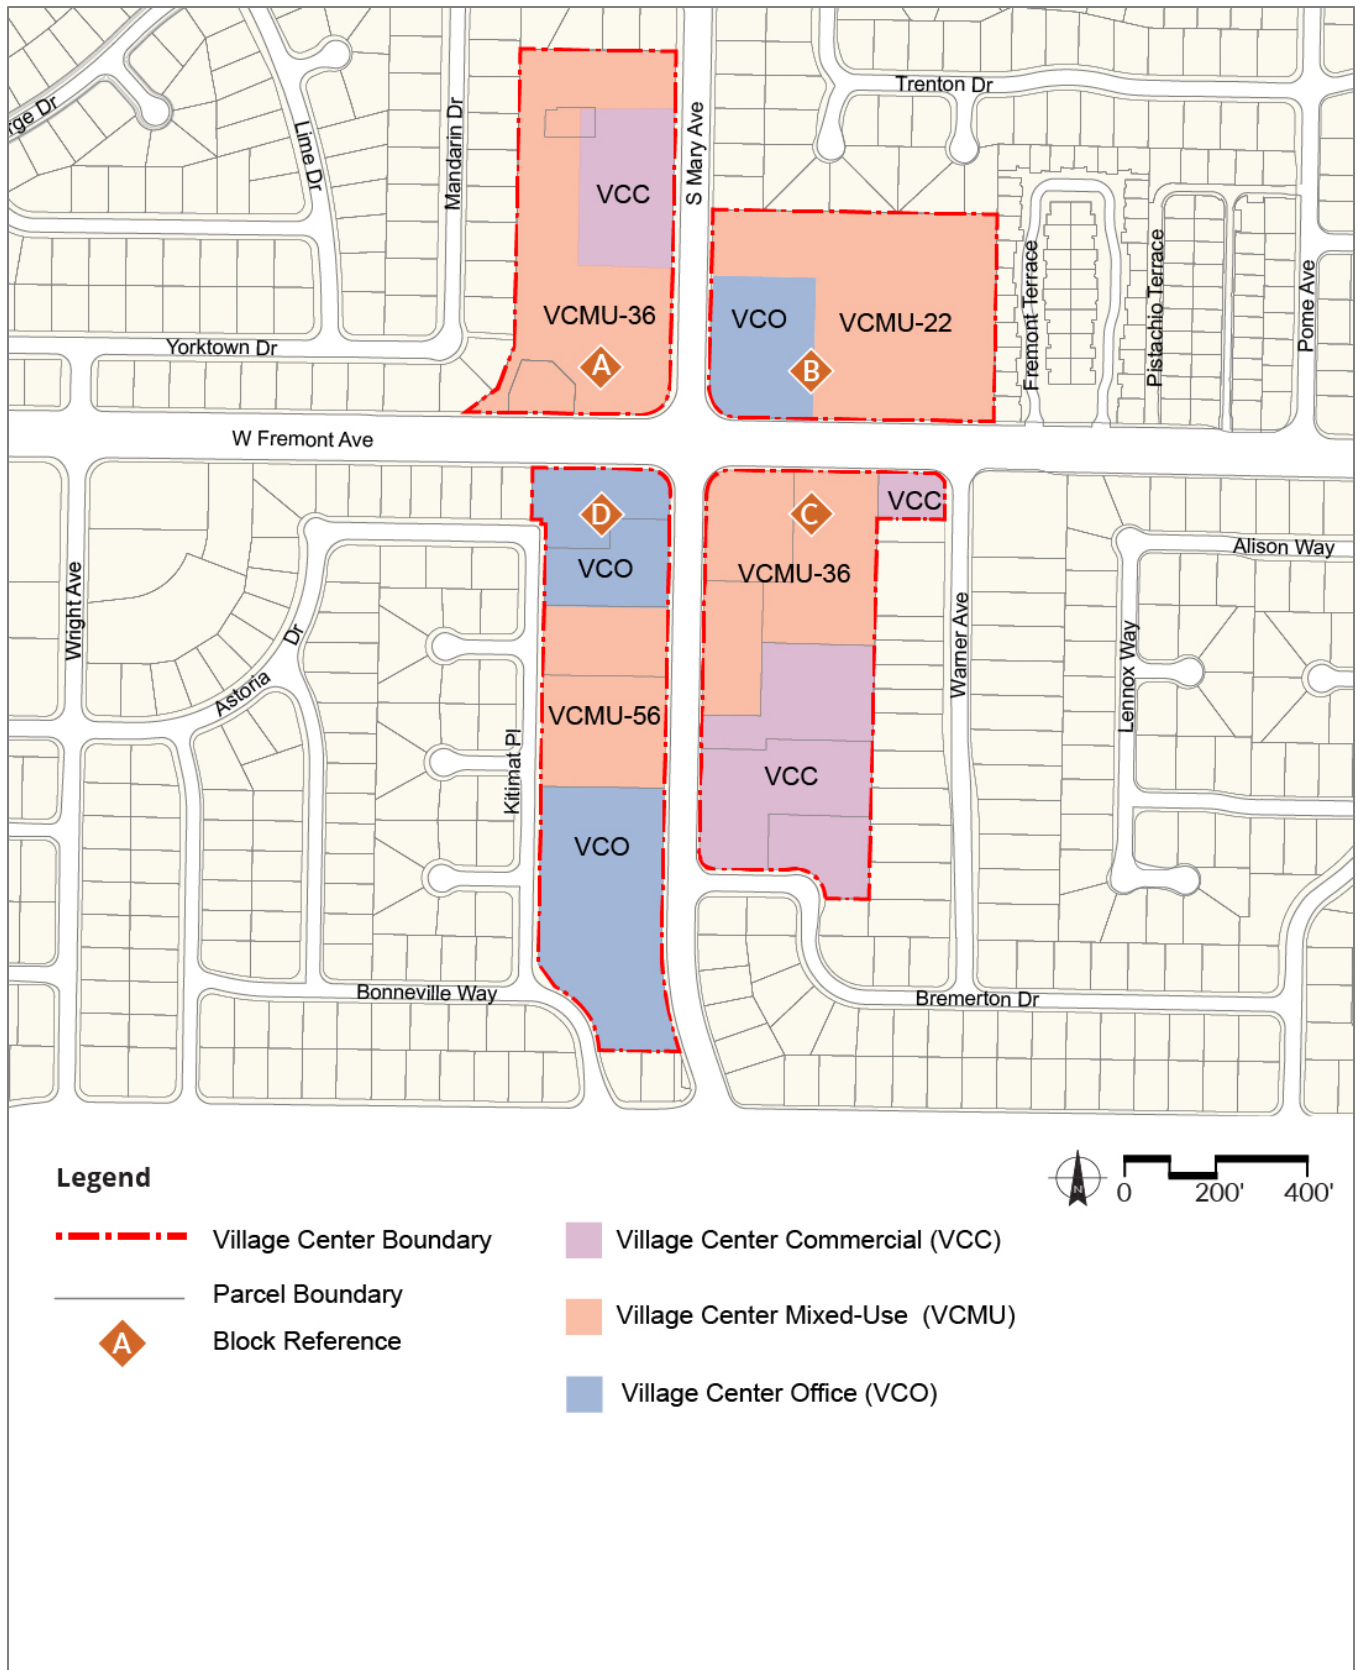 Trenton Dr
rge Dr
Lime Dr
Mandarin Dr
S Mary Ave
VCC
VCMU-36
A
VCO
VCMU-22
B
Fremont Terrace
Pistachio Terrace
Pome Ave
Yorktown Dr
W Fremont Ave
D
VCO
C
VCC
VCMU-36
Alison Way
Wright Ave
Astoria
Dr
Kitimat Pl
VCMU-56
VCC
Warner Ave
Lennox Way
VCO
Bonneville Way
Bremerton Dr
Legend
N
0 200' 400'
Village Center Boundary
Village Center Commercial (VCC)
Parcel Boundary
Village Center Mixed-Use (VCMU)
A
Block Reference
Village Center Office (VCO)